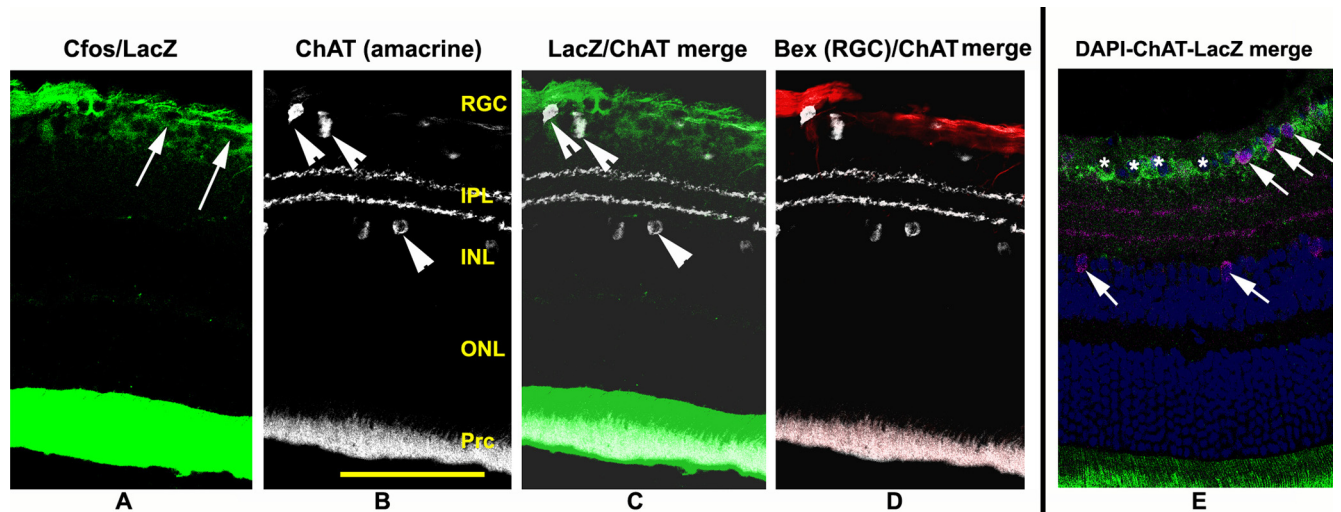 Cfos/LacZ
ChAT (amacrine)
LacZ/ChAT merge
Bex (RGC)/ChAT merge
DAPI-ChAT-LacZ merge
RGC
IPL
INL
ONL
Prc
* * * *
A
B
C
D
E